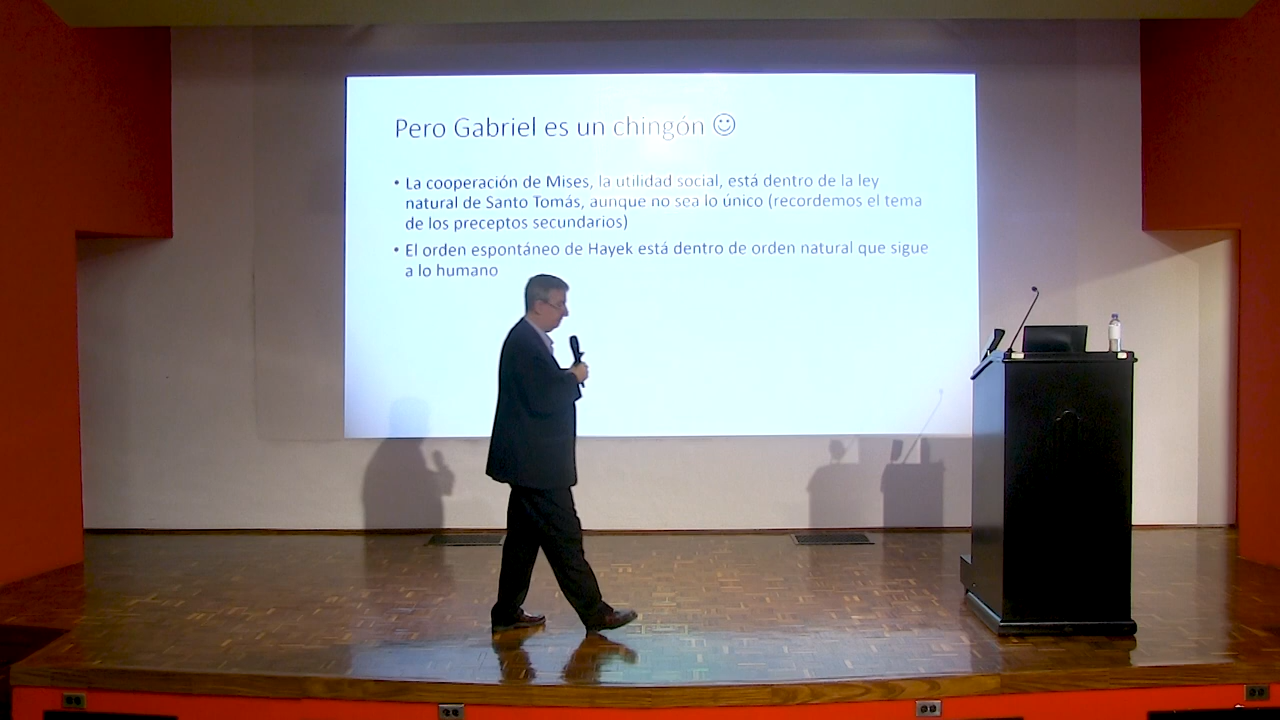 Pero Gabriel es un chingón ☺
• La cooperación de Mises, la utilidad social, está dentro de la ley
natural de Santo Tomás, aunque no sea lo único (recordemos el tema
de los preceptos secundarios)
• El orden espontáneo de Hayek está dentro de orden natural que sigue
a lo humano